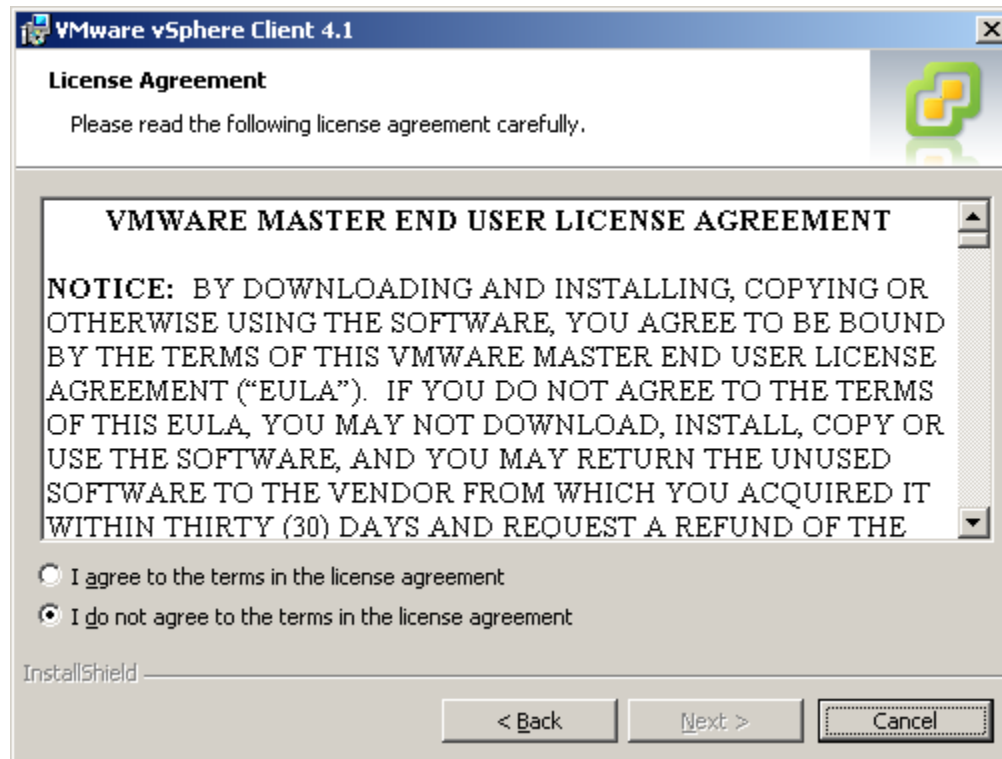 VMware vSphere Client 4.1
License Agreement
Please read the following license agreement carefully.
VMWARE MASTER END USER LICENSE AGREEMENT
NOTICE: BY DOWNLOADING AND INSTALLING, COPYING OR
OTHERWISE USING THE SOFTWARE, YOU AGREE TO BE BOUND
BY THE TERMS OF THIS VMWARE MASTER END USER LICENSE
AGREEMENT (“EULA”). IF YOU DO NOT AGREE TO THE TERMS
OF THIS EULA, YOU MAY NOT DOWNLOAD, INSTALL, COPY OR
USE THE SOFTWARE, AND YOU MAY RETURN THE UNUSED
SOFTWARE TO THE VENDOR FROM WHICH YOU ACQUIRED IT
WITHIN THIRTY (30) DAYS AND REQUEST A REFUND OF THE
I agree to the terms in the license agreement
I do not agree to the terms in the license agreement
InstallShield
< Back Next > Cancel